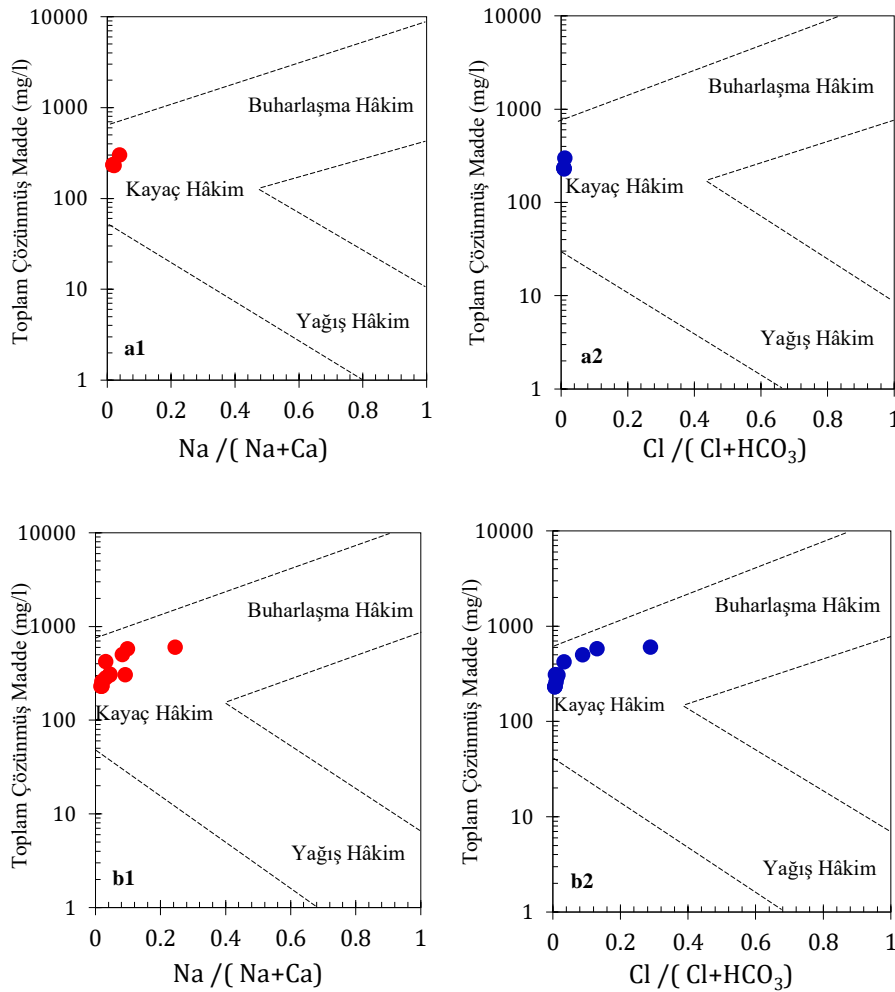 Toplam Çözünmüş Madde (mg/l)
10000
1000
100
10
1
Buharlaşma Hâkim
Kayaç Hâkim
Yağış Hâkim
a1
0 0.2 0.4 0.6 0.8 1
Na /( Na+Ca)
Toplam Çözünmüş Madde (mg/l)
10000
1000
100
10
1
Buharlaşma Hâkim
Kayaç Hâkim
Yağış Hâkim
a2
0 0.2 0.4 0.6 0.8 1
Cl /( Cl+HCO₃)
Toplam Çözünmüş Madde (mg/l)
10000
1000
100
10
1
Buharlaşma Hâkim
Kayaç Hâkim
Yağış Hâkim
b1
0 0.2 0.4 0.6 0.8 1
Na /( Na+Ca)
Toplam Çözünmüş Madde (mg/l)
10000
1000
100
10
1
Buharlaşma Hâkim
Kayaç Hâkim
Yağış Hâkim
b2
0 0.2 0.4 0.6 0.8 1
Cl /( Cl+HCO₃)